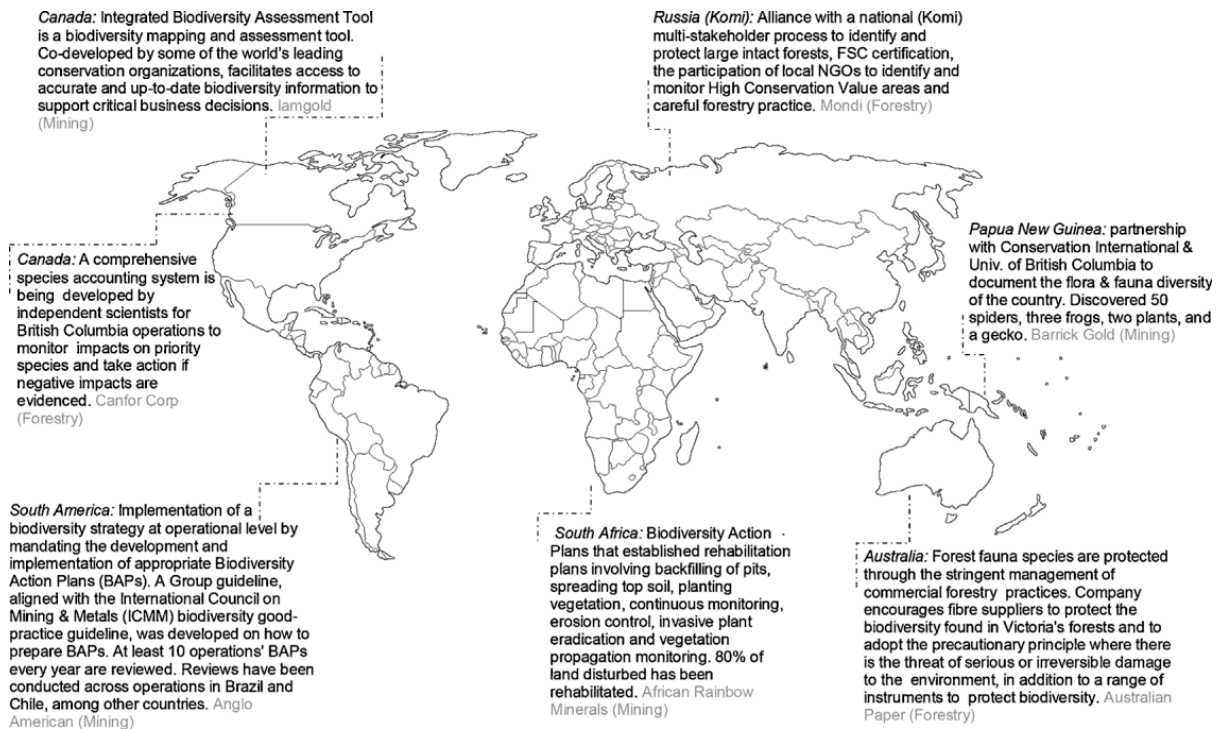 Canada: Integrated Biodiversity Assessment Tool
is a biodiversity mapping and assessment tool.
Co-developed by some of the world's leading
conservation organizations, facilitates access to
accurate and up-to-date biodiversity information to
support critical business decisions. Iamgold
(Mining)
Russia (Komi): Alliance with a national (Komi)
multi-stakeholder process to identify and
protect large intact forests, FSC certification,
the participation of local NGOs to identify and
monitor High Conservation Value areas and
careful forestry practice. Mondi (Forestry)
Canada: A comprehensive
species accounting system is
being developed by
independent scientists for
British Columbia operations to
monitor impacts on priority
species and take action if
negative impacts are
evidenced. Canfor Corp
(Forestry)
Papua New Guinea: partnership
with Conservation International &
Univ. of British Columbia to
document the flora & fauna diversity
of the country. Discovered 50
spiders, three frogs, two plants, and
a gecko. Barrick Gold (Mining)
South America: Implementation of a
biodiversity strategy at operational level by
mandating the development and
implementation of appropriate Biodiversity
Action Plans (BAPs). A Group guideline,
aligned with the International Council on
Mining & Metals (ICMM) biodiversity good-
practice guideline, was developed on how to
prepare BAPs. At least 10 operations' BAPs
every year are reviewed. Reviews have been
conducted across operations in Brazil and
Chile, among other countries. Anglo
American (Mining)
South Africa: Biodiversity Action
Plans that established rehabilitation
plans involving backfilling of pits,
spreading top soil, planting
vegetation, continuous monitoring,
erosion control, invasive plant
eradication and vegetation
propagation monitoring. 80% of
land disturbed has been
rehabilitated. African Rainbow
Minerals (Mining)
Australia: Forest fauna species are protected
through the stringent management of
commercial forestry practices. Company
encourages fibre suppliers to protect the
biodiversity found in Victoria's forests and to
adopt the precautionary principle where there
is the threat of serious or irreversible damage
to the environment, in addition to a range of
instruments to protect biodiversity. Australian
Paper (Forestry)